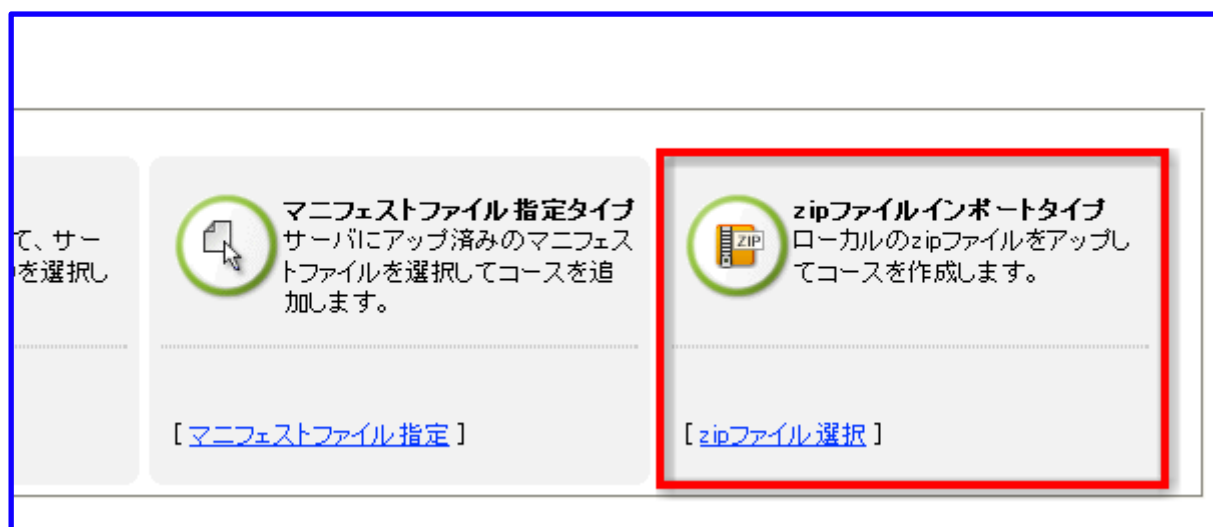 て、サー
を選択し
マニフェストファイル指定タイプ
サーバにアップ済みのマニフェス
トファイルを選択してコースを追
加します。
[マニフェストファイル指定]
zipファイルインポートタイプ
ZIP
ローカルのzipファイルをアップし
てコースを作成します。
[zipファイル選択]